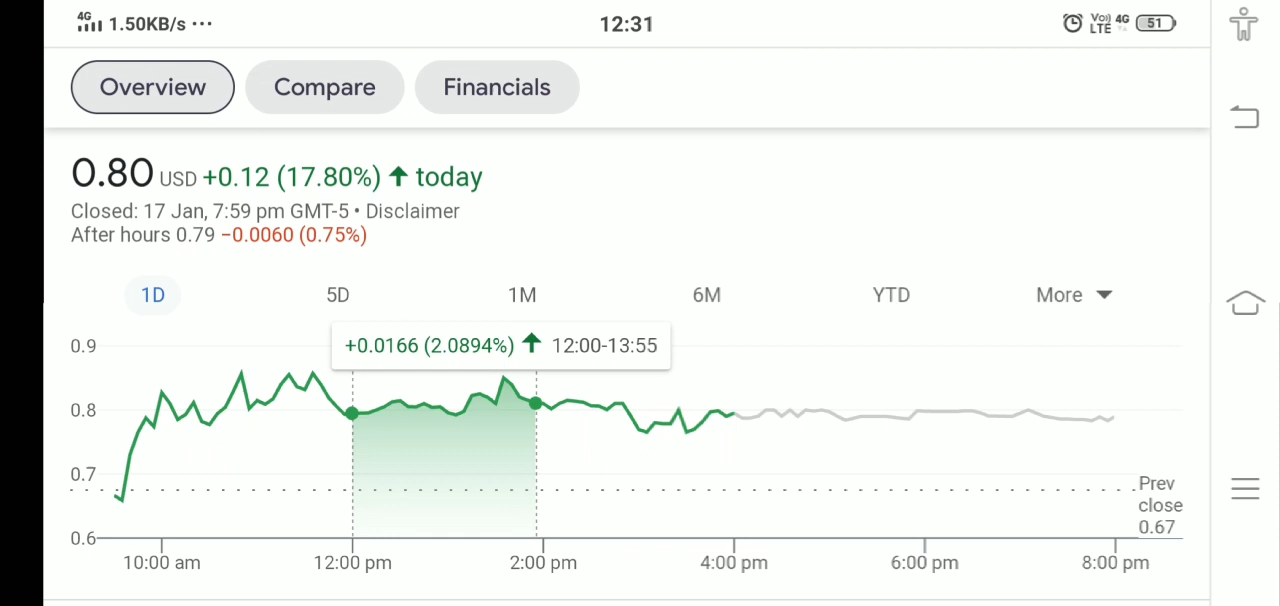 4G 1.50KB/s ··· 12:31 Vo)) LTE 4G 51
Overview Compare Financials
0.80 USD +0.12 (17.80%) ↑ today
Closed: 17 Jan, 7:59 pm GMT-5 • Disclaimer
After hours 0.79 −0.0060 (0.75%)
1D 5D 1M 6M YTD More
+0.0166 (2.0894%) ↑ 12:00-13:55
0.9
0.8
0.7
Prev
close
0.67
0.6
10:00 am 12:00 pm 2:00 pm 4:00 pm 6:00 pm 8:00 pm